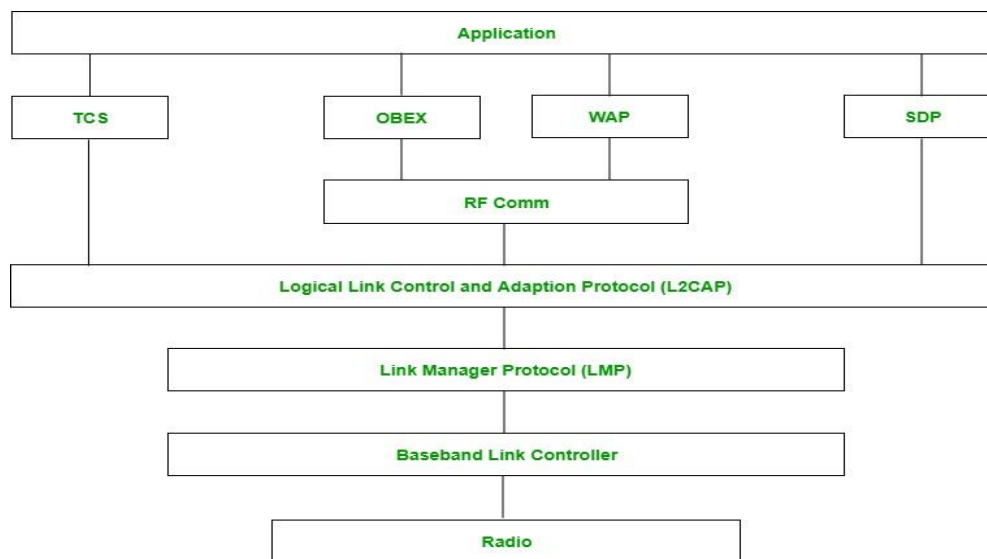 Application
TCS
OBEX
WAP
SDP
RF Comm
Logical Link Control and Adaption Protocol (L2CAP)
Link Manager Protocol (LMP)
Baseband Link Controller
Radio